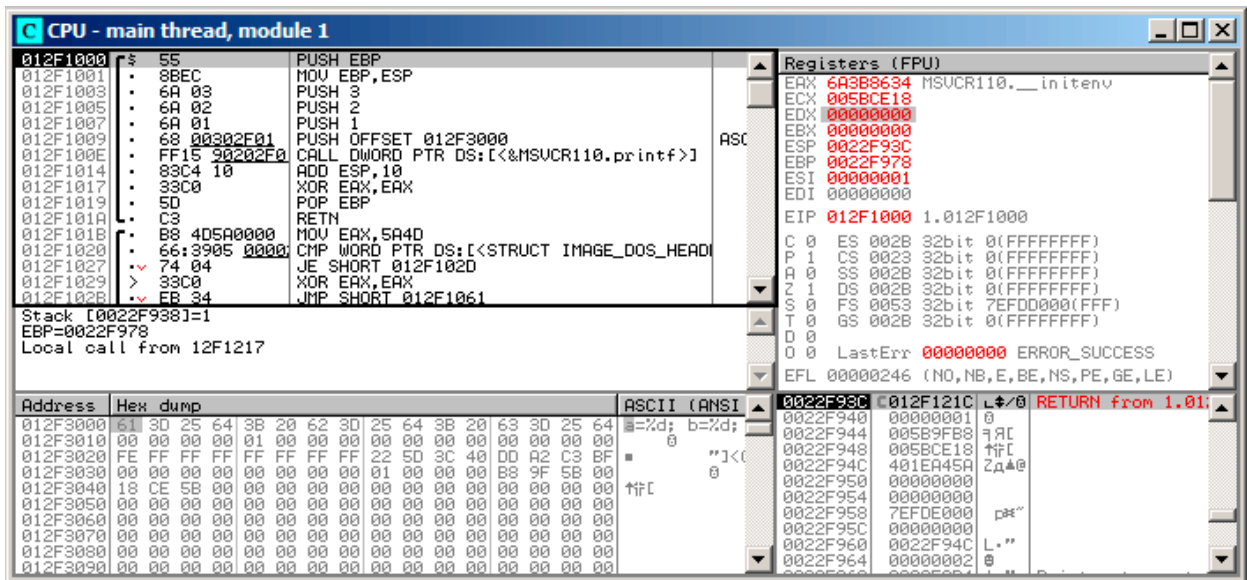 CPU - main thread, module 1
012F1000 $ 55 PUSH EBP
012F1001 . 8BEC MOV EBP,ESP
012F1003 . 6A 03 PUSH 3
012F1005 . 6A 02 PUSH 2
012F1007 . 6A 01 PUSH 1
012F1009 . 68 00302F01 PUSH OFFSET 012F3000 ASC
012F100E . FF15 90202F0 CALL DWORD PTR DS:[<&MSVCR110.printf>]
012F1014 . 83C4 10 ADD ESP,10
012F1017 . 33C0 XOR EAX,EAX
012F1019 . 5D POP EBP
012F101A . C3 RETN
012F101B . B8 4D5A0000 MOV EAX,5A4D
012F1020 . 66:3905 0000 CMP WORD PTR DS:[<STRUCT IMAGE_DOS_HEAD
012F1027 . 74 04 JE SHORT 012F102D
012F1029 > 33C0 XOR EAX,EAX
012F102B . EB 34 JMP SHORT 012F1061
Stack [0022F938]=1
EBP=0022F978
Local call from 12F1217
Registers (FPU)
EAX 6A3B8634 MSVCR110.__initenv
ECX 005BCE18
EDX 00000000
EBX 00000000
ESP 0022F93C
EBP 0022F978
ESI 00000001
EDI 00000000
EIP 012F1000 1.012F1000
C 0 ES 002B 32bit 0(FFFFFFFF)
P 1 CS 0023 32bit 0(FFFFFFFF)
A 0 SS 002B 32bit 0(FFFFFFFF)
Z 1 DS 002B 32bit 0(FFFFFFFF)
S 0 FS 0053 32bit 7EFDD000(FFF)
T 0 GS 002B 32bit 0(FFFFFFFF)
D 0
O 0 LastErr 00000000 ERROR_SUCCESS
EFL 00000246 (NO,NB,E,BE,NS,PE,GE,LE)
Address Hex dump ASCII (ANSI
012F3000 61 3D 25 64 3B 20 62 3D 25 64 3B 20 63 3D 25 64 a=%d; b=%d;
012F3010 00 00 00 00 01 00 00 00 00 00 00 00 00 00 00 00
012F3020 FE FF FF FF FF FF FF FF 22 5D 3C 40 DD A2 C3 BF "]<
012F3030 00 00 00 00 00 00 00 00 01 00 00 00 B8 9F 5B 00
012F3040 18 CE 5B 00 00 00 00 00 00 00 00 00 00 00 00 00
012F3050 00 00 00 00 00 00 00 00 00 00 00 00 00 00 00 00
012F3060 00 00 00 00 00 00 00 00 00 00 00 00 00 00 00 00
012F3070 00 00 00 00 00 00 00 00 00 00 00 00 00 00 00 00
012F3080 00 00 00 00 00 00 00 00 00 00 00 00 00 00 00 00
012F3090 00 00 00 00 00 00 00 00 00 00 00 00 00 00 00 00
0022F93C 012F121C RETURN from 1.01
0022F940 00000001
0022F944 005B9FB8
0022F948 005BCE18
0022F94C 401EA45A
0022F950 00000000
0022F954 00000000
0022F958 7EFDE000
0022F95C 00000000
0022F960 0022F94C
0022F964 00000002